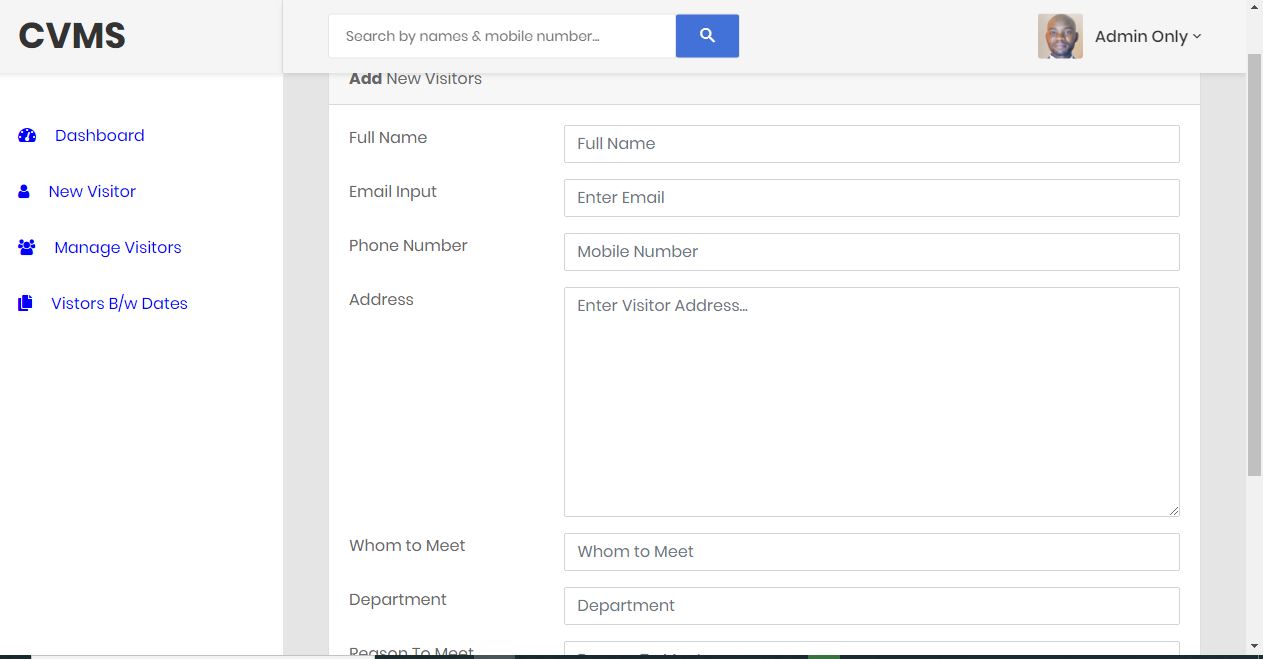 CVMS
Search by names & mobile number...
Admin Only
Dashboard
New Visitor
Manage Visitors
Vistors B/w Dates
Add New Visitors
Full Name
Full Name
Email Input
Enter Email
Phone Number
Mobile Number
Address
Enter Visitor Address...
Whom to Meet
Whom to Meet
Department
Department
Reason To Meet